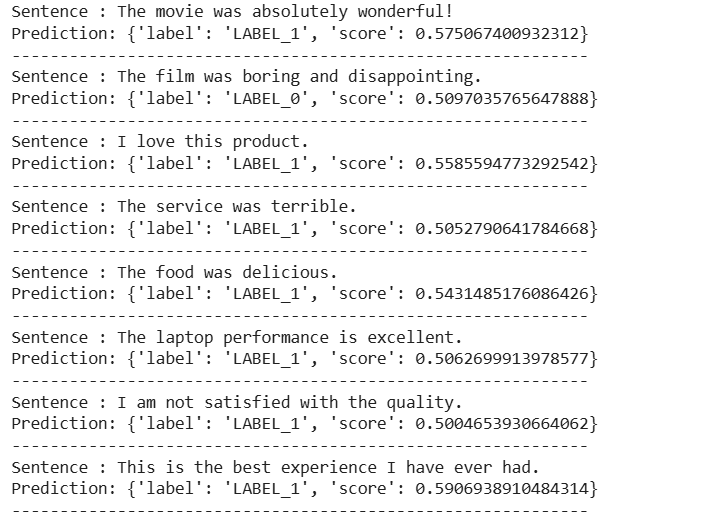 Sentence : The movie was absolutely wonderful!
Prediction: {'label': 'LABEL_1', 'score': 0.575067400932312}
-----------------------------------------------------------
Sentence : The film was boring and disappointing.
Prediction: {'label': 'LABEL_0', 'score': 0.5097035765647888}
-----------------------------------------------------------
Sentence : I love this product.
Prediction: {'label': 'LABEL_1', 'score': 0.5585594773292542}
-----------------------------------------------------------
Sentence : The service was terrible.
Prediction: {'label': 'LABEL_1', 'score': 0.5052790641784668}
-----------------------------------------------------------
Sentence : The food was delicious.
Prediction: {'label': 'LABEL_1', 'score': 0.5431485176086426}
-----------------------------------------------------------
Sentence : The laptop performance is excellent.
Prediction: {'label': 'LABEL_1', 'score': 0.5062699913978577}
-----------------------------------------------------------
Sentence : I am not satisfied with the quality.
Prediction: {'label': 'LABEL_1', 'score': 0.5004653930664062}
-----------------------------------------------------------
Sentence : This is the best experience I have ever had.
Prediction: {'label': 'LABEL_1', 'score': 0.5906938910484314}
-----------------------------------------------------------